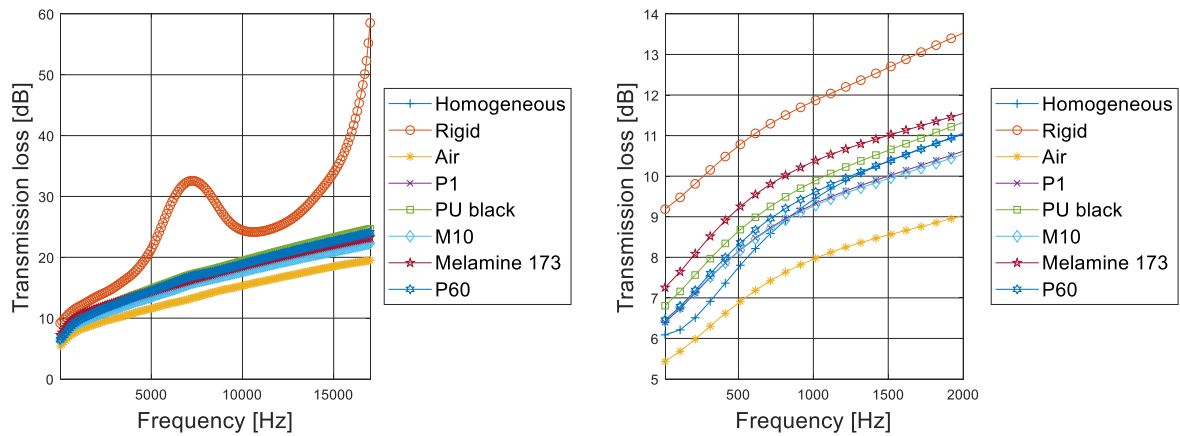 60
50
40
30
20
10
0
5000
10000
15000
Transmission loss [dB]
Frequency [Hz]
Homogeneous
Rigid
Air
P1
PU black
M10
Melamine 173
P60
14
13
12
11
10
9
8
7
6
5
500
1000
1500
2000
Transmission loss [dB]
Frequency [Hz]
Homogeneous
Rigid
Air
P1
PU black
M10
Melamine 173
P60